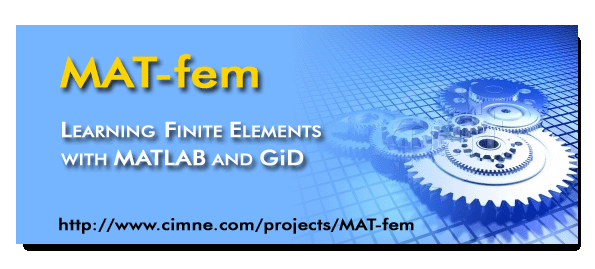 MAT-fem
LEARNING FINITE ELEMENTS
WITH MATLAB AND GiD
http://www.cimne.com/projects/MAT-fem